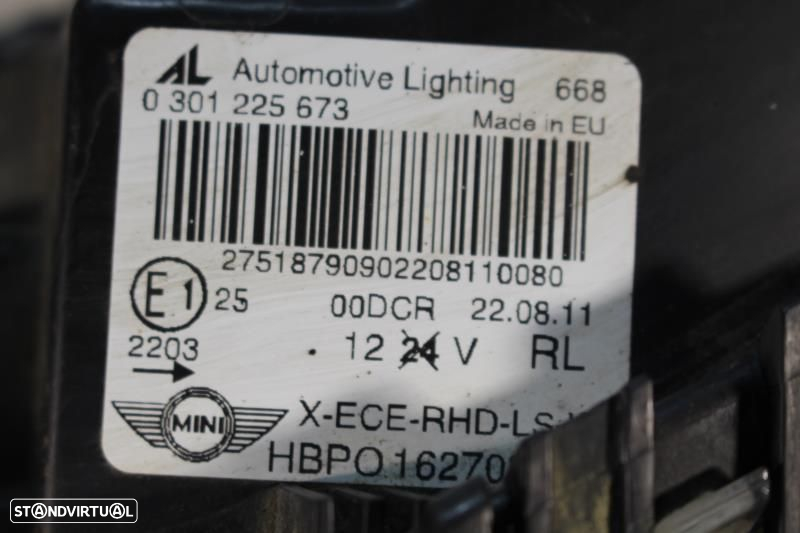 AL Automotive Lighting 668
0 301 225 673
Made in EU
27518790902208110080
E1 25 00DCR 22.08.11
2203 12 24 V RL
MINI X-ECE-RHD-LS
HBPO 16270
STANDVIRTUAL